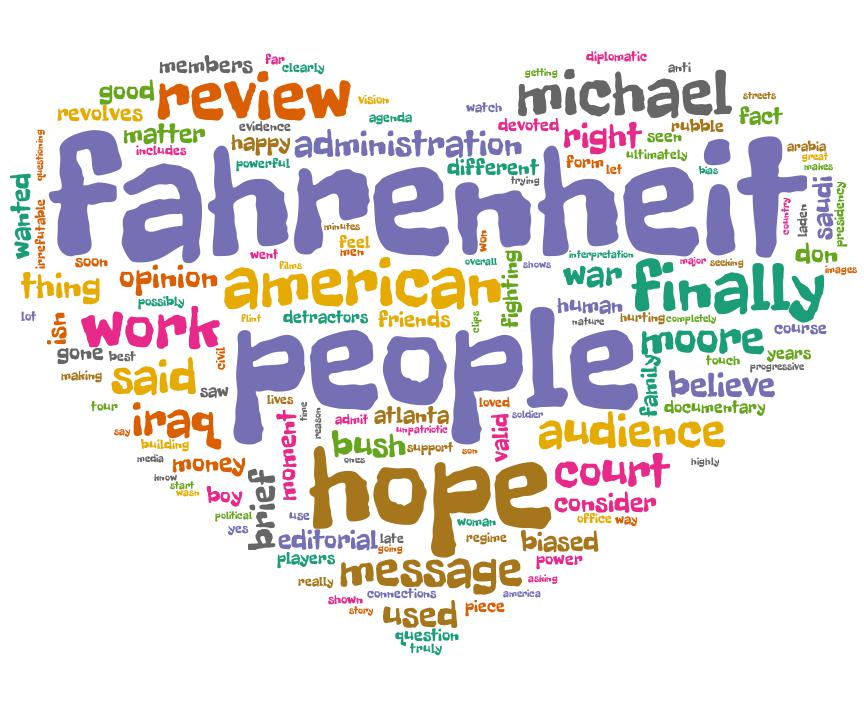 diplomatic
members far clearly
getting anti
good review vision michael streets
revolves agenda watch fact
matter evidence devoted right seen rubble
questioning includes happy administration form let ultimately arabia
powerful different trying bias great
makes
wanted irrefutable fahrenheit country laden saudi presidency
minutes
feel
men won
soon went films overall shows interpretation major seeking don
images
thing opinion american fighting war finally
possibly
lot isn work flint detractors friends clips human hurting completely
nature course
gone best civil people moore years
touch progressive
making said saw family believe
tour lives loved documentary
say iraq moment time reason admit atlanta soldier audience
unpatriotic valid
building bush support son
media money ones court highly
know
start
wasn boy brief hope consider
political use woman office way
yes editorial late regime biased
going
players power
really message asking
shown connections america
story used piece
question
truly